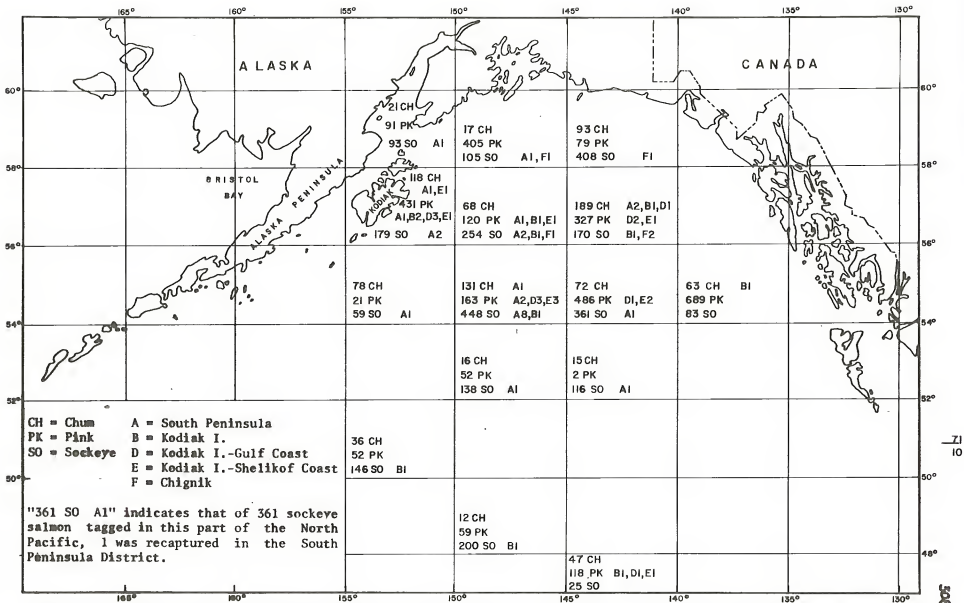 165° 160° 155° 150° 145° 140° 135° 130°
ALASKA
CANADA
60°
60°
21 CH
91 PK
93 SO A1
17 CH
405 PK
105 SO A1,F1
93 CH
79 PK
408 SO F1
58°
58°
BRISTOL
BAY
ALASKA PENINSULA
KODIAK
118 CH
A1,E1
431 PK
A1,B2,D3,E1
179 SO A2
68 CH
120 PK A1,B1,E1
254 SO A2,B1,F1
189 CH A2,B1,D1
327 PK D2,E1
170 SO B1,F2
56°
56°
78 CH
21 PK
59 SO A1
131 CH A1
163 PK A2,D3,E3
448 SO A8,B1
72 CH
486 PK D1,E2
361 SO A1
63 CH B1
689 PK
83 SO
54°
54°
16 CH
52 PK
138 SO A1
15 CH
2 PK
116 SO A1
52°
52°
CH = Chum A = South Peninsula
PK = Pink B = Kodiak I.
SO = Sockeye D = Kodiak I.-Gulf Coast
E = Kodiak I.-Shelikof Coast
F = Chignik
36 CH
52 PK
146 SO B1
50°
50°
"361 SO A1" indicates that of 361 sockeye
salmon tagged in this part of the North
Pacific, 1 was recaptured in the South
Peninsula District.
12 CH
59 PK
200 SO B1
48°
48°
47 CH
118 PK B1,D1,E1
25 SO
165° 160° 155° 150° 145° 140° 135° 130°